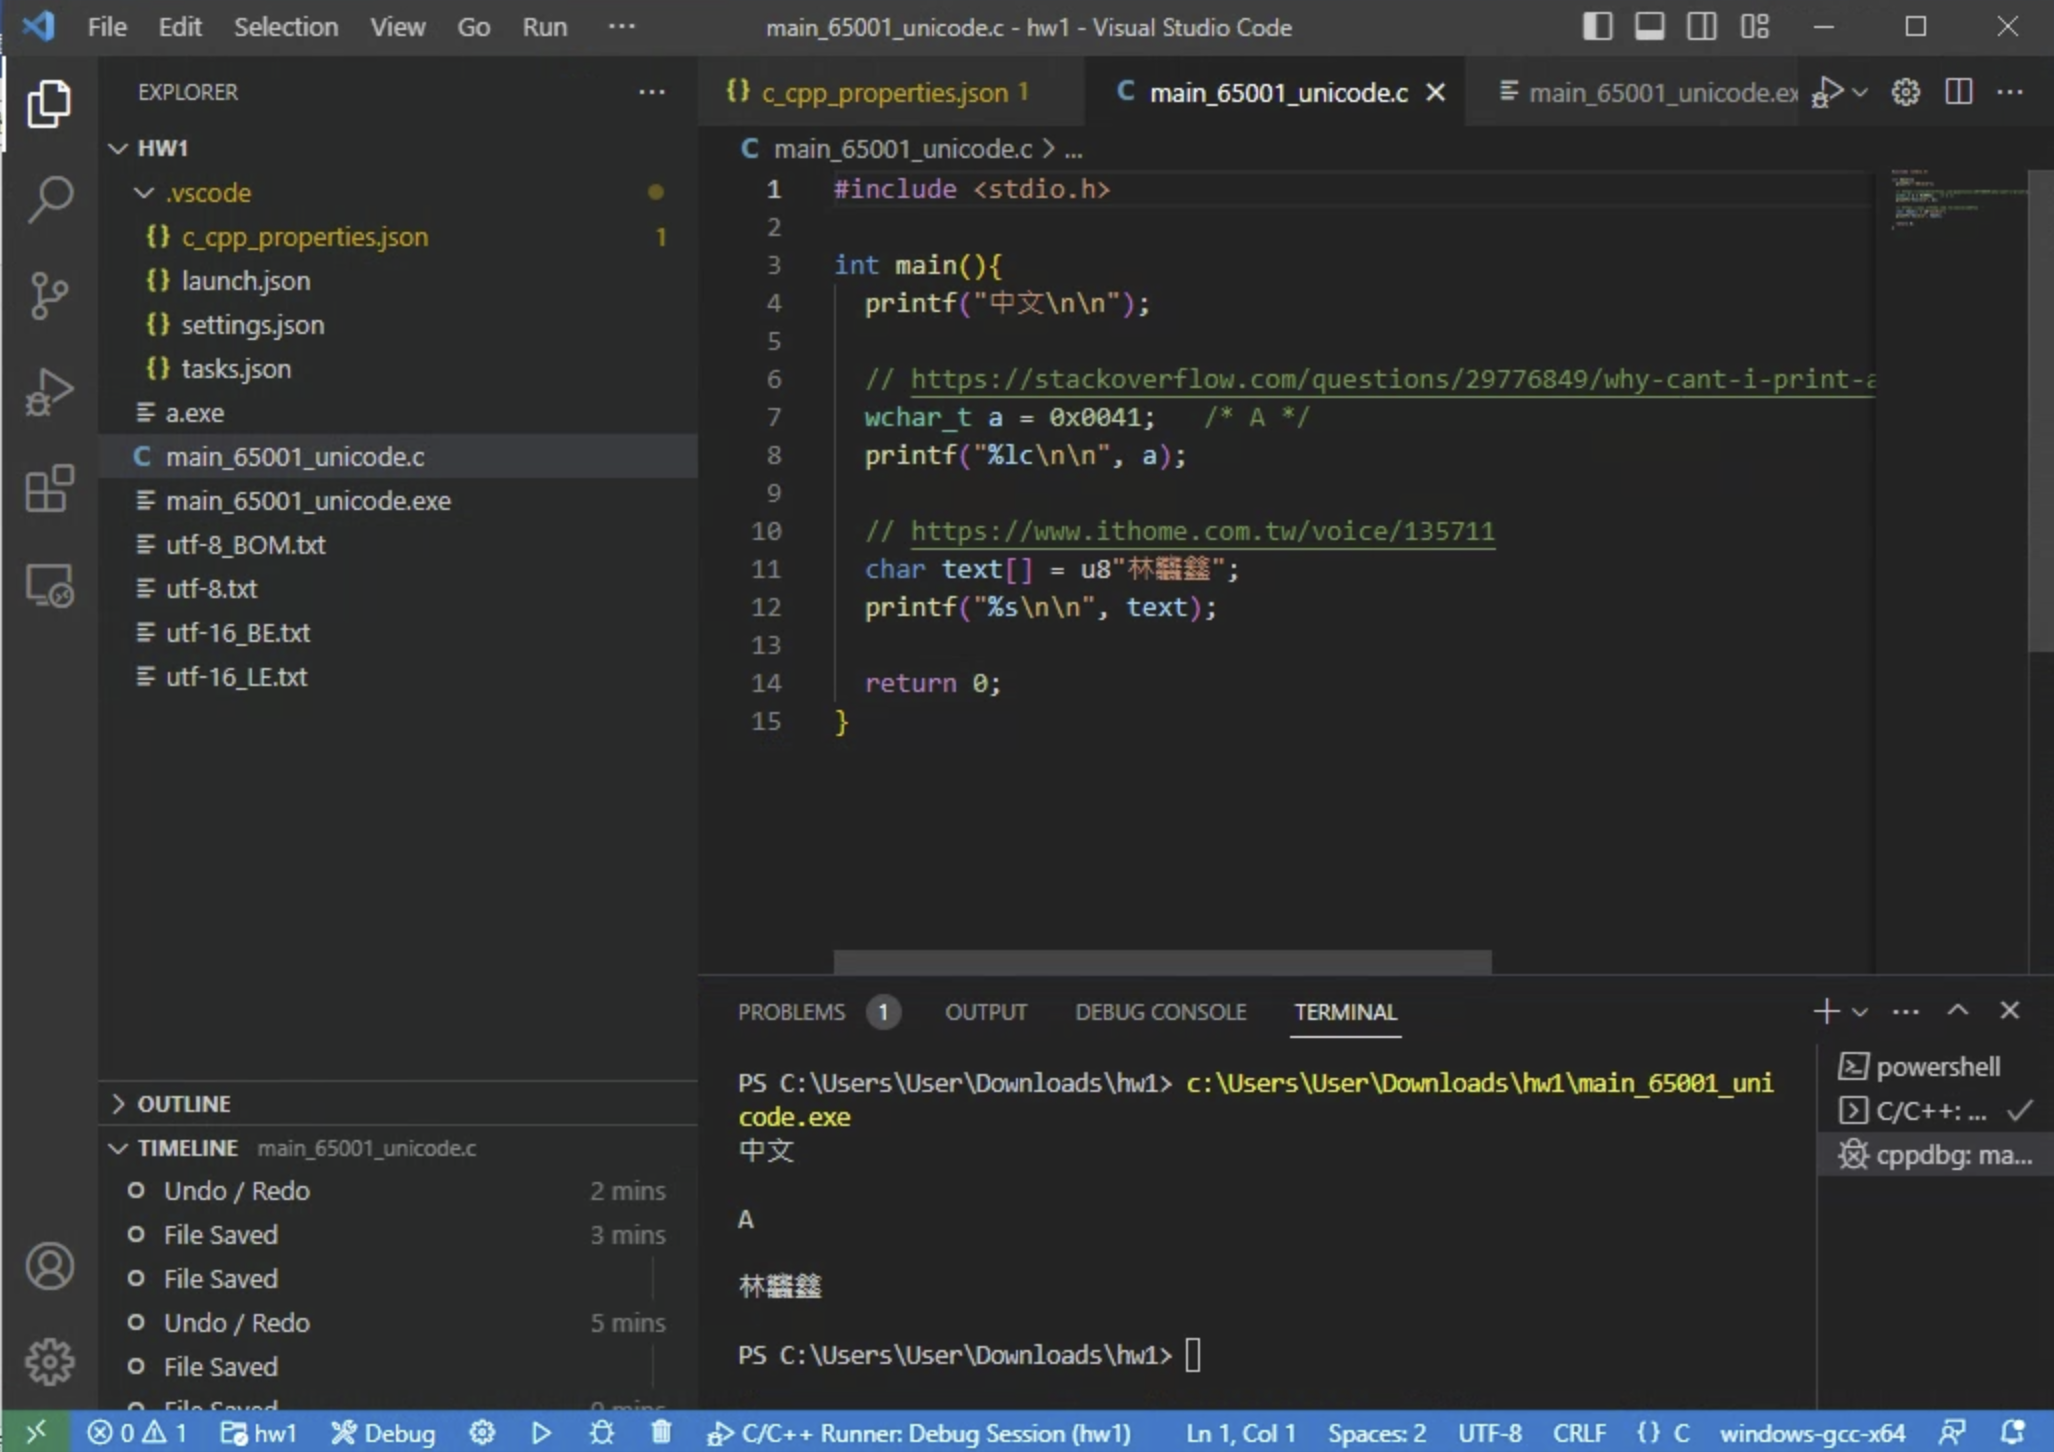 File Edit Selection View Go Run ··· main_65001_unicode.c - hw1 - Visual Studio Code
EXPLORER ···
HW1
.vscode
{} c_cpp_properties.json 1
{} launch.json
{} settings.json
{} tasks.json
a.exe
C main_65001_unicode.c
main_65001_unicode.exe
utf-8_BOM.txt
utf-8.txt
utf-16_BE.txt
utf-16_LE.txt
OUTLINE
TIMELINE main_65001_unicode.c
Undo / Redo 2 mins
File Saved 3 mins
File Saved
Undo / Redo 5 mins
File Saved
File Saved
{} c_cpp_properties.json 1 C main_65001_unicode.c main_65001_unicode.ex
C main_65001_unicode.c > ...
1 #include <stdio.h>
2
3 int main(){
4 printf("中文\n\n");
5
6 // https://stackoverflow.com/questions/29776849/why-cant-i-print-a
7 wchar_t a = 0x0041; /* A */
8 printf("%lc\n\n", a);
9
10 // https://www.ithome.com.tw/voice/135711
11 char text[] = u8"林鑫";
12 printf("%s\n\n", text);
13
14 return 0;
15 }
PROBLEMS 1 OUTPUT DEBUG CONSOLE TERMINAL
PS C:\Users\User\Downloads\hw1> c:\Users\User\Downloads\hw1\main_65001_uni
code.exe
中文
A
林鑫
PS C:\Users\User\Downloads\hw1>
powershell
C/C++: ...
cppdbg: ma...
0 1 hw1 Debug C/C++ Runner: Debug Session (hw1) Ln 1, Col 1 Spaces: 2 UTF-8 CRLF {} C windows-gcc-x64